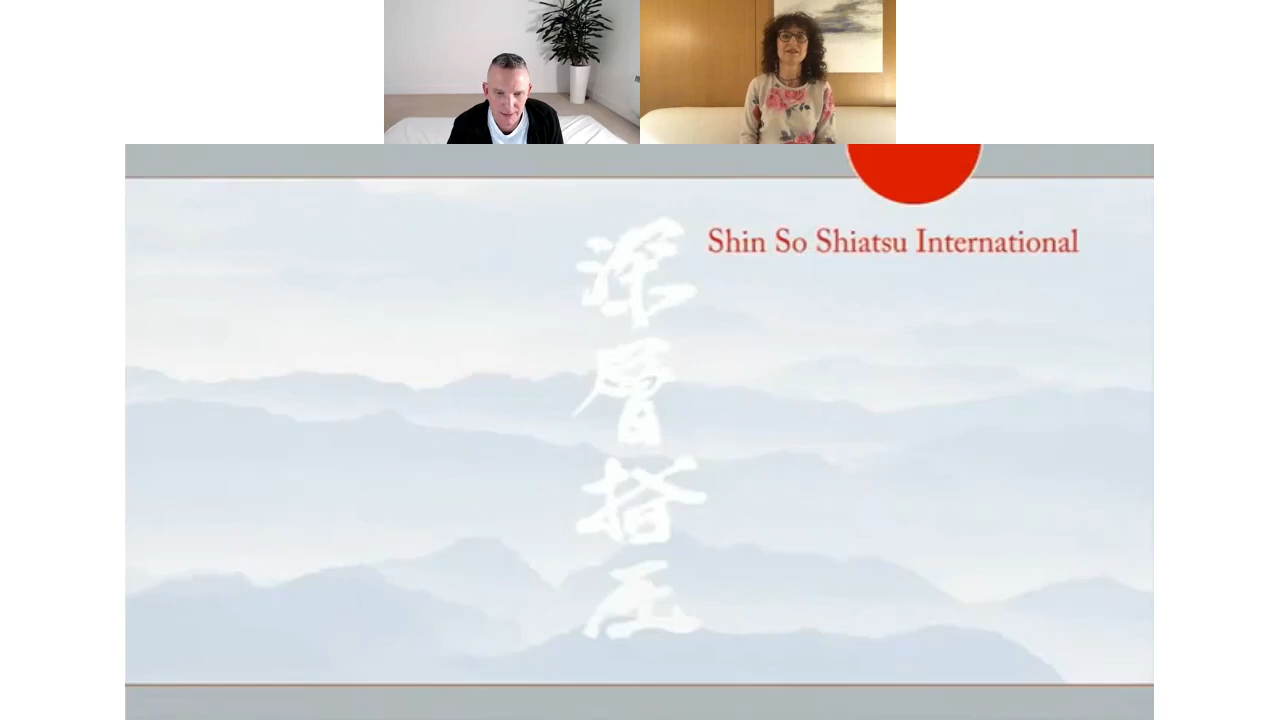 Shin So Shiatsu International
深
層
指
圧